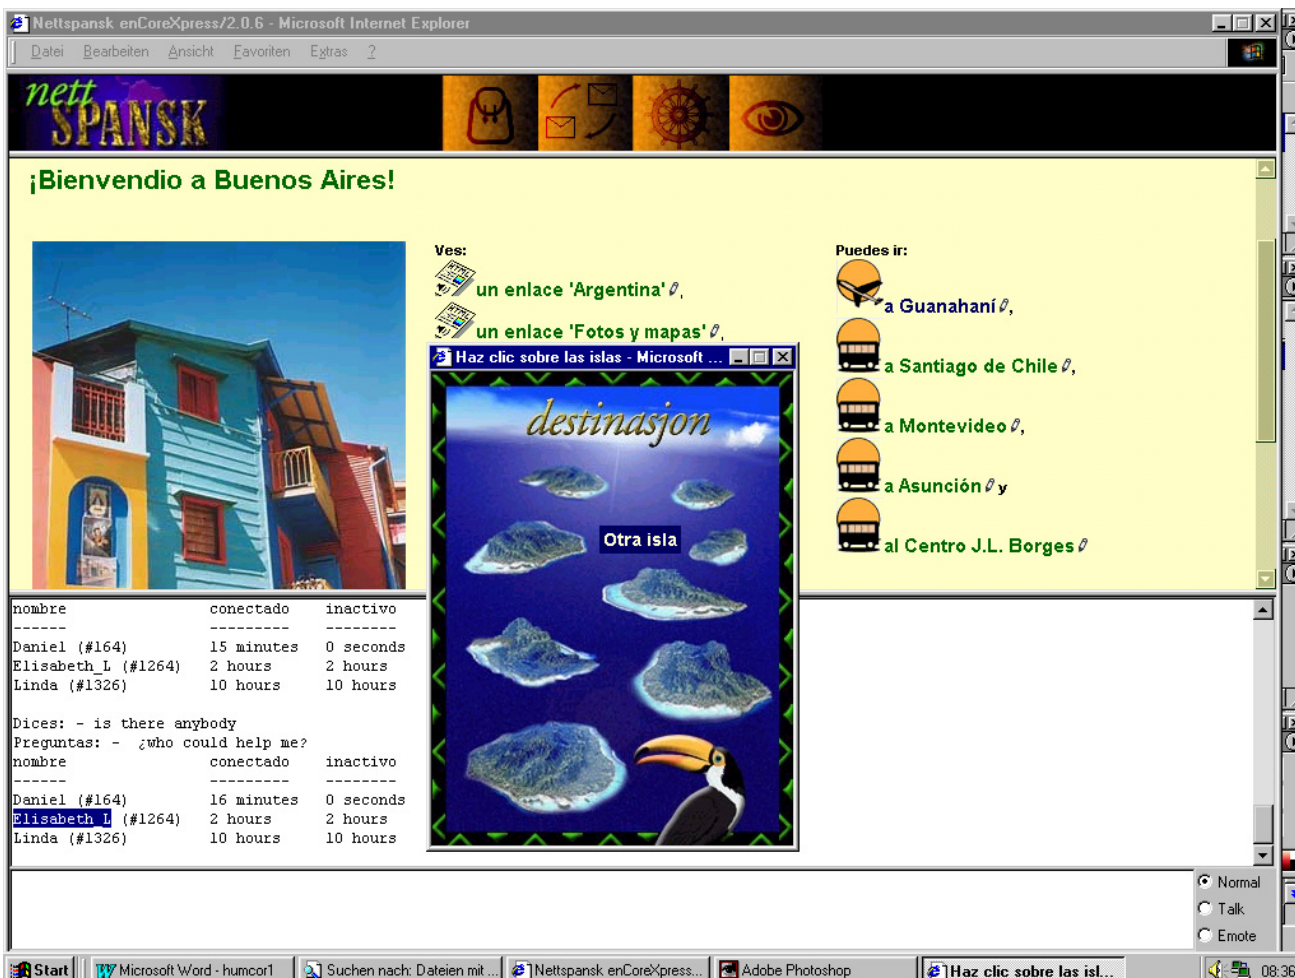 Nettspansk enCoreXpress/2.0.6 - Microsoft Internet Explorer
Datei Bearbeiten Ansicht Favoriten Extras ?
nett
SPANSK
¡Bienvendio a Buenos Aires!
Ves:
un enlace 'Argentina',
un enlace 'Fotos y mapas',
Puedes ir:
a Guanahaní,
a Santiago de Chile,
a Montevideo,
a Asunción y
al Centro J.L. Borges
Haz clic sobre las islas - Microsoft ...
destinasjon
Otra isla
nombre conectado inactivo
------ --------- --------
Daniel (#164) 15 minutes 0 seconds
Elisabeth_L (#1264) 2 hours 2 hours
Linda (#1326) 10 hours 10 hours
Dices: - is there anybody
Preguntas: - ¿who could help me?
nombre conectado inactivo
------ --------- --------
Daniel (#164) 16 minutes 0 seconds
Elisabeth_L (#1264) 2 hours 2 hours
Linda (#1326) 10 hours 10 hours
Normal
Talk
Emote
Start Microsoft Word - humcor1 Suchen nach: Dateien mit ... Nettspansk enCoreXpress... Adobe Photoshop Haz clic sobre las isl... 08:36